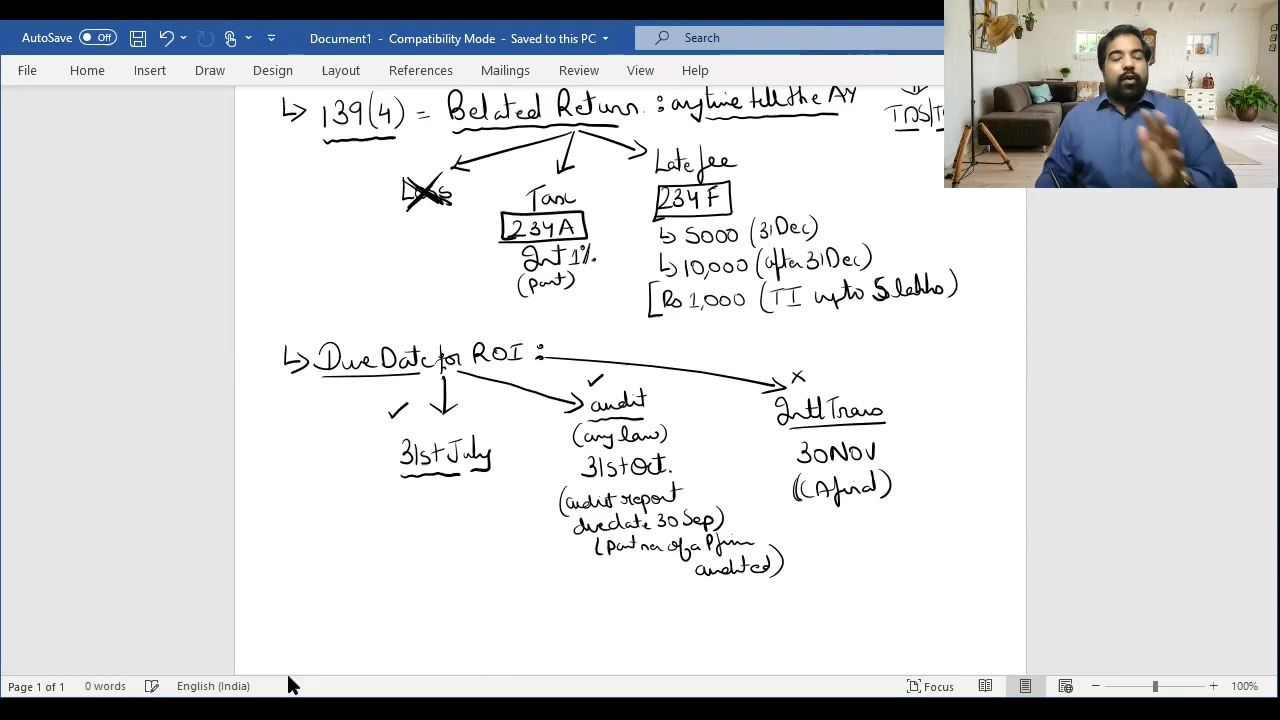 AutoSave Off Document1 - Compatibility Mode - Saved to this PC Search
File Home Insert Draw Design Layout References Mailings Review View Help
139(4) = Belated Return : anytime till the AY
TDS/T
Loss
Tax
234A
Int 1%
(part)
Late fee
234F
5000 (31 Dec)
10,000 (after 31 Dec)
[Rs 1,000 (TI upto 5 lakhs)
Due Date for ROI :
31st July
audit
(any law)
31st Oct.
(audit report
due date 30 Sep)
(Partner of a P firm
audited)
Intl Trans
30 NOV
(CA final)
Page 1 of 1 0 words English (India) Focus 100%